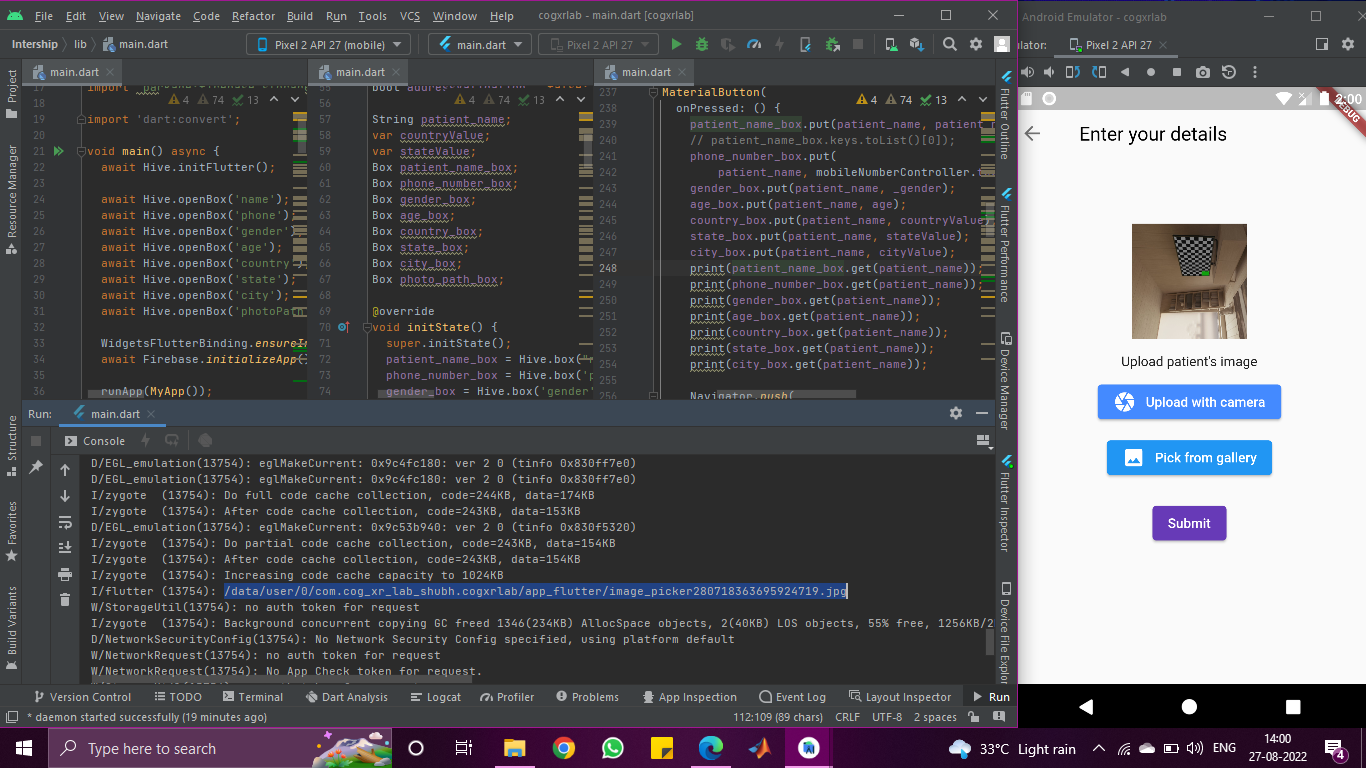 File Edit View Navigate Code Refactor Build Run Tools VCS Window Help cogxrlab - main.dart [cogxrlab]
Intership lib main.dart Pixel 2 API 27 (mobile) main.dart Pixel 2 API 27
main.dart
17
18
19 import 'dart:convert';
20
21 void main() async {
22 await Hive.initFlutter();
23
24 await Hive.openBox('name');
25 await Hive.openBox('phone');
26 await Hive.openBox('gender');
27 await Hive.openBox('age');
28 await Hive.openBox('country');
29 await Hive.openBox('state');
30 await Hive.openBox('city');
31 await Hive.openBox('photoPath
32
33 WidgetsFlutterBinding.ensureIn
34 await Firebase.initializeApp(
35
36 runApp(MyApp());
4 74 13
main.dart
55
56
57 String patient_name;
58 var countryValue;
59 var stateValue;
60 Box patient_name_box;
61 Box phone_number_box;
62 Box gender_box;
63 Box age_box;
64 Box country_box;
65 Box state_box;
66 Box city_box;
67 Box photo_path_box;
68
69 @override
70 void initState() {
71 super.initState();
72 patient_name_box = Hive.box("n
73 phone_number_box = Hive.box('p
74 gender_box = Hive.box('gender'
4 74 13
main.dart
237 MaterialButton(
238 onPressed: () {
239 patient_name_box.put(patient_name, patient_n
240 // patient_name_box.keys.toList()[0]);
241 phone_number_box.put(
242 patient_name, mobileNumberController.
243 gender_box.put(patient_name, _gender);
244 age_box.put(patient_name, age);
245 country_box.put(patient_name, countryValue)
246 state_box.put(patient_name, stateValue);
247 city_box.put(patient_name, cityValue);
248 print(patient_name_box.get(patient_name));
249 print(phone_number_box.get(patient_name));
250 print(gender_box.get(patient_name));
251 print(age_box.get(patient_name));
252 print(country_box.get(patient_name));
253 print(state_box.get(patient_name));
254 print(city_box.get(patient_name));
255
256 Navigator.push(
4 74 13
Project
Resource Manager
Structure
Favorites
Build Variants
Flutter Outline
Flutter Performance
Device Manager
Flutter Inspector
Device File Explor
Run: main.dart
Console
D/EGL_emulation(13754): eglMakeCurrent: 0x9c4fc180: ver 2 0 (tinfo 0x830ff7e0)
D/EGL_emulation(13754): eglMakeCurrent: 0x9c4fc180: ver 2 0 (tinfo 0x830ff7e0)
I/zygote (13754): Do full code cache collection, code=244KB, data=174KB
I/zygote (13754): After code cache collection, code=243KB, data=153KB
D/EGL_emulation(13754): eglMakeCurrent: 0x9c53b940: ver 2 0 (tinfo 0x830f5320)
I/zygote (13754): Do partial code cache collection, code=243KB, data=154KB
I/zygote (13754): After code cache collection, code=243KB, data=154KB
I/zygote (13754): Increasing code cache capacity to 1024KB
I/flutter (13754): /data/user/0/com.cog_xr_lab_shubh.cogxrlab/app_flutter/image_picker280718363695924719.jpg
W/StorageUtil(13754): no auth token for request
I/zygote (13754): Background concurrent copying GC freed 1346(234KB) AllocSpace objects, 2(40KB) LOS objects, 55% free, 1256KB/2
D/NetworkSecurityConfig(13754): No Network Security Config specified, using platform default
W/NetworkRequest(13754): no auth token for request
W/NetworkRequest(13754): No App Check token for request.
Version Control TODO Terminal Dart Analysis Logcat Profiler Problems App Inspection Event Log Layout Inspector Run
* daemon started successfully (19 minutes ago) 112:109 (89 chars) CRLF UTF-8 2 spaces
Android Emulator - cogxrlab
lator: Pixel 2 API 27
2:00
DEBUG
Enter your details
Upload patient's image
Upload with camera
Pick from gallery
Submit
Type here to search 33°C Light rain ENG 14:00
27-08-2022
4